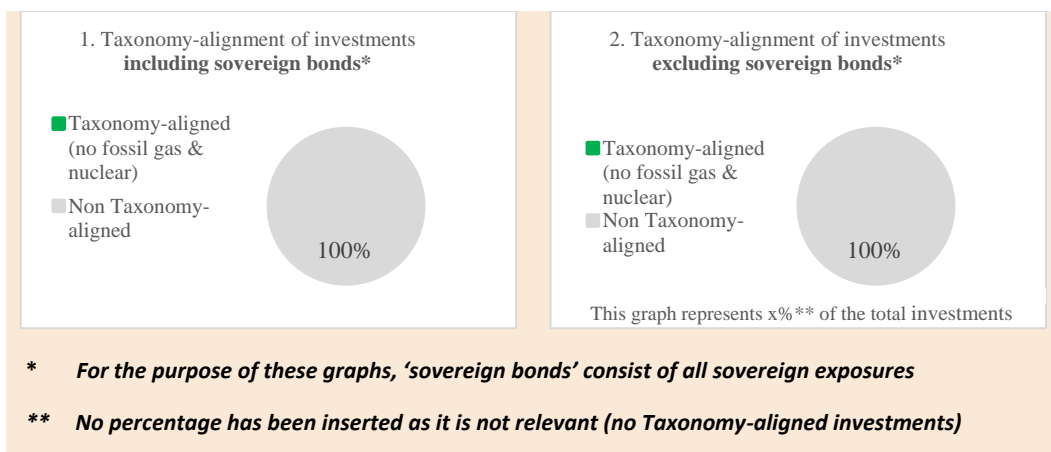 1. Taxonomy-alignment of investments
including sovereign bonds*
Taxonomy-aligned
(no fossil gas &
nuclear)
Non Taxonomy-
aligned
100%
2. Taxonomy-alignment of investments
excluding sovereign bonds*
Taxonomy-aligned
(no fossil gas &
nuclear)
Non Taxonomy-
aligned
100%
This graph represents x%** of the total investments
* For the purpose of these graphs, ‘sovereign bonds’ consist of all sovereign exposures
** No percentage has been inserted as it is not relevant (no Taxonomy-aligned investments)